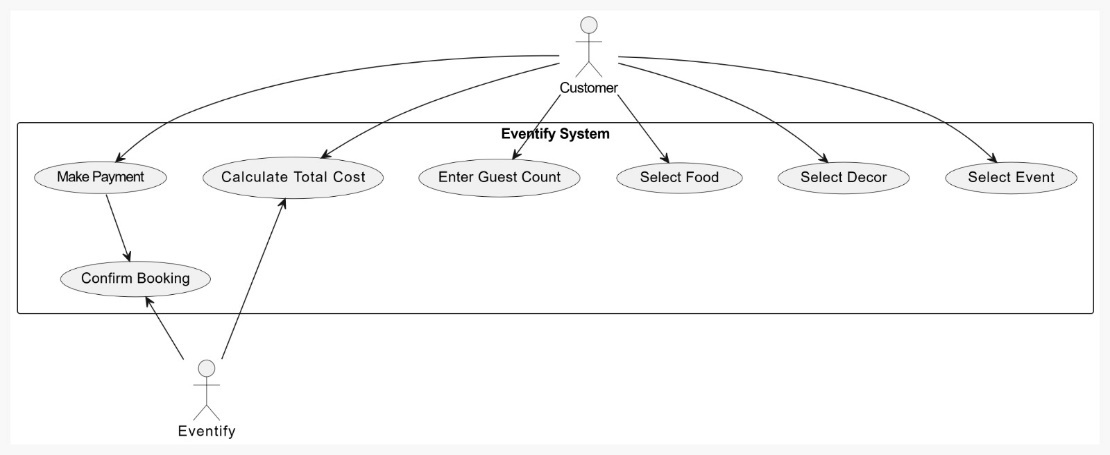 Customer
Eventify System
Make Payment
Calculate Total Cost
Enter Guest Count
Select Food
Select Decor
Select Event
Confirm Booking
Eventify